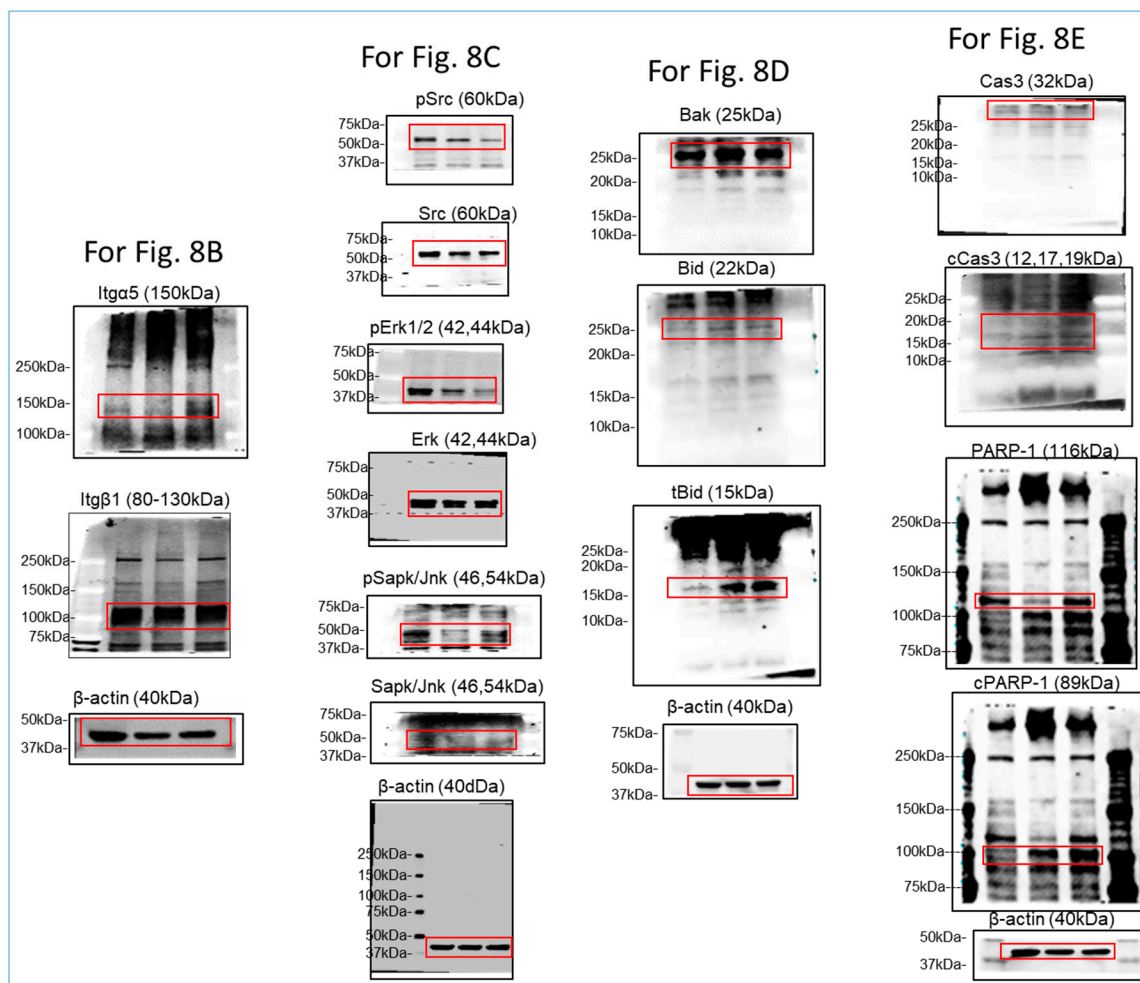 For Fig. 8B
Itgα5 (150kDa)
250kDa-
150kDa-
100kDa-
Itgβ1 (80-130kDa)
250kDa-
150kDa-
100kDa-
75kDa-
β-actin (40kDa)
50kDa-
37kDa-
For Fig. 8C
pSrc (60kDa)
75kDa-
50kDa-
37kDa-
Src (60kDa)
75kDa-
50kDa-
37kDa-
pErk1/2 (42,44kDa)
75kDa-
50kDa-
37kDa-
Erk (42,44kDa)
75kDa-
50kDa-
37kDa-
pSapk/Jnk (46,54kDa)
75kDa-
50kDa-
37kDa-
Sapk/Jnk (46,54kDa)
75kDa-
50kDa-
37kDa-
β-actin (40dDa)
250kDa-
150kDa-
100kDa-
75kDa-
50kDa-
37kDa-
For Fig. 8D
Bak (25kDa)
25kDa-
20kDa-
15kDa-
10kDa-
Bid (22kDa)
25kDa-
20kDa-
15kDa-
10kDa-
tBid (15kDa)
25kDa-
20kDa-
15kDa-
10kDa-
β-actin (40kDa)
75kDa-
50kDa-
37kDa-
For Fig. 8E
Cas3 (32kDa)
25kDa-
20kDa-
15kDa-
10kDa-
cCas3 (12,17,19kDa)
25kDa-
20kDa-
15kDa-
10kDa-
PARP-1 (116kDa)
250kDa-
150kDa-
100kDa-
75kDa-
cPARP-1 (89kDa)
250kDa-
150kDa-
100kDa-
75kDa-
β-actin (40kDa)
50kDa-
37kDa-